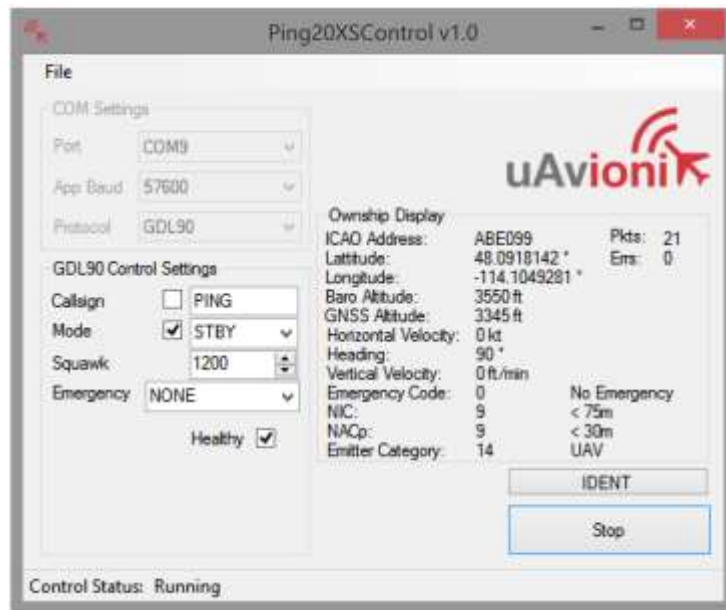 Ping20XSControl v1.0
File
COM Settings
Port COM9
App Baud 57600
Protocol GDL90
uAvionix
GDL90 Control Settings
Callsign PING
Mode STBY
Squawk 1200
Emergency NONE
Healthy
Ownship Display
ICAO Address: ABE099 Pkts: 21
Lattitude: 48.0918142 ° Errs: 0
Longitude: -114.1049281 °
Baro Altitude: 3550 ft
GNSS Altitude: 3345 ft
Horizontal Velocity: 0 kt
Heading: 90 °
Vertical Velocity: 0 ft/min
Emergency Code: 0 No Emergency
NIC: 9 < 75m
NACp: 9 < 30m
Emitter Category: 14 UAV
IDENT
Stop
Control Status: Running